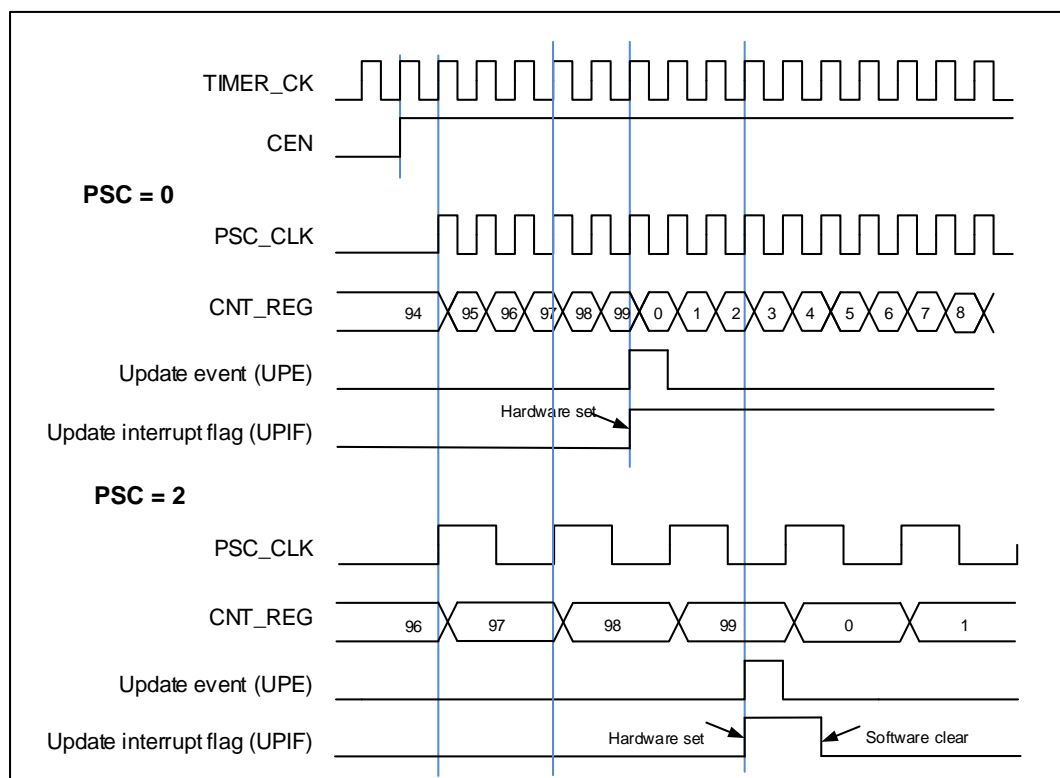 TIMER_CK
CEN
PSC = 0
PSC_CLK
CNT_REG 94 95 96 97 98 99 0 1 2 3 4 5 6 7 8
Update event (UPE)
Hardware set
Update interrupt flag (UPIF)
PSC = 2
PSC_CLK
CNT_REG 96 97 98 99 0 1
Update event (UPE)
Update interrupt flag (UPIF) Hardware set Software clear